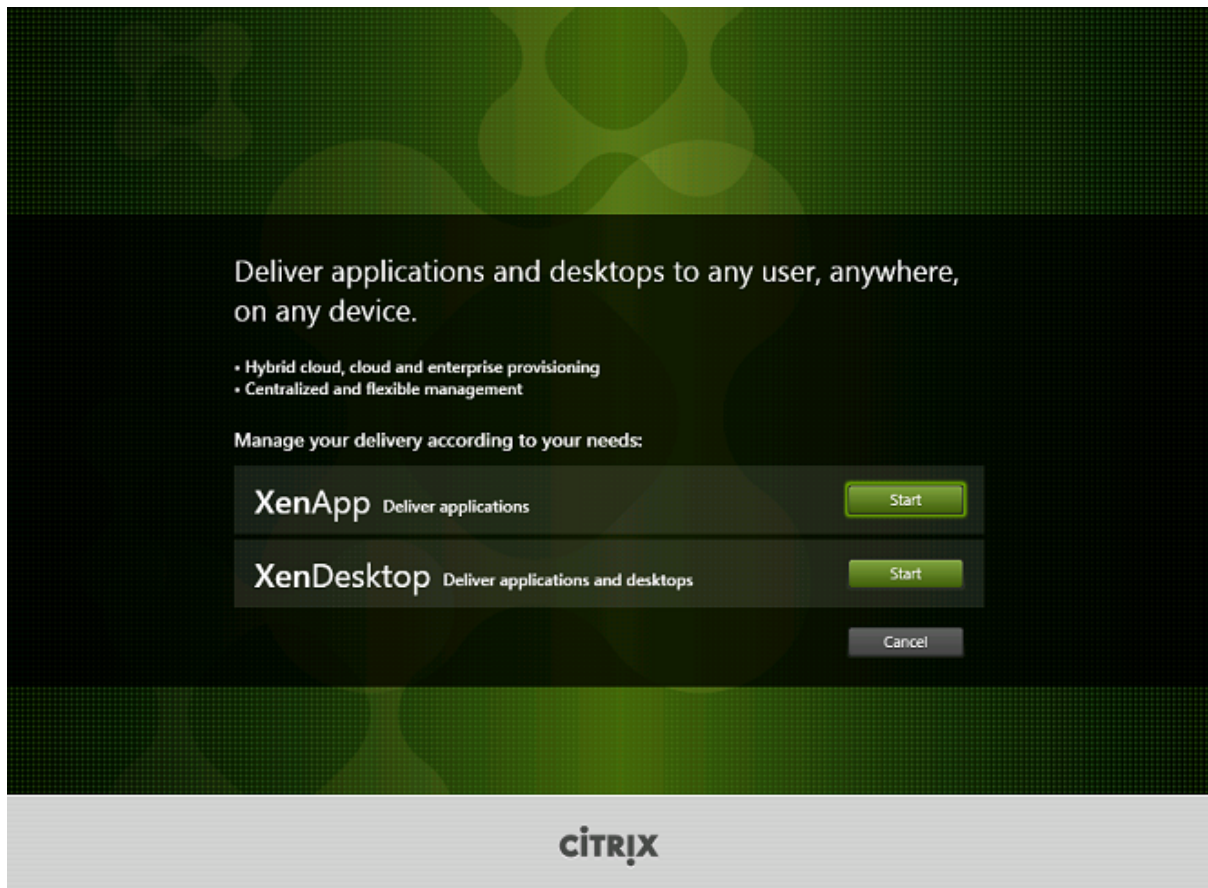 Deliver applications and desktops to any user, anywhere,
on any device.
• Hybrid cloud, cloud and enterprise provisioning
• Centralized and flexible management
Manage your delivery according to your needs:
XenApp Deliver applications Start
XenDesktop Deliver applications and desktops Start
Cancel
CİTRỊX